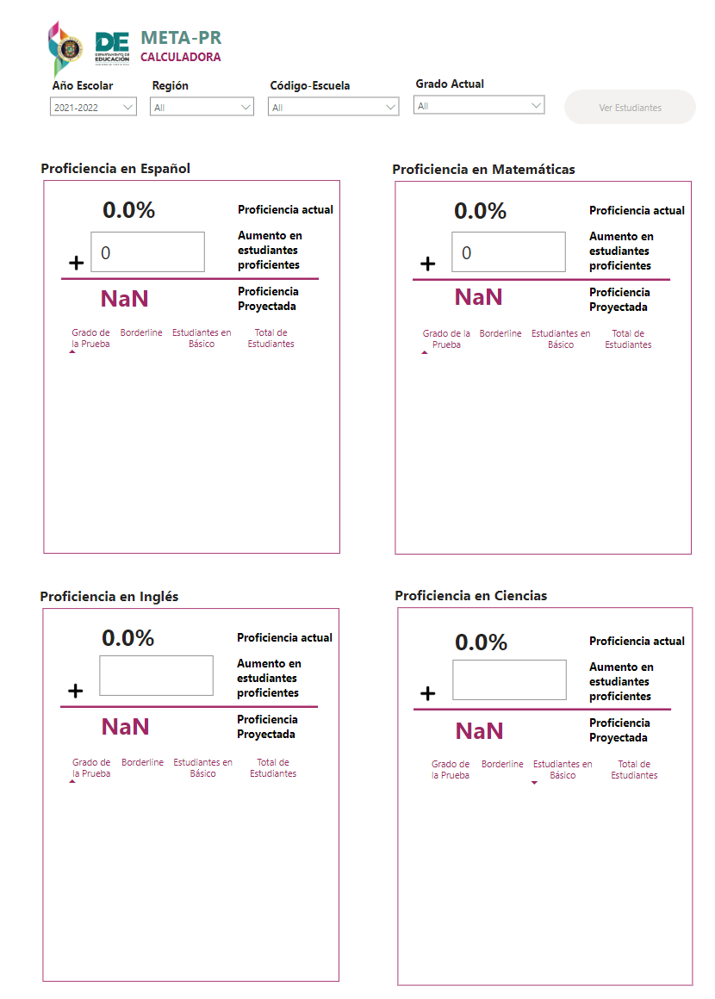 META-PR
DE
DEPARTAMENTO DE
EDUCACIÓN
CALCULADORA
Año Escolar
Región
Código-Escuela
Grado Actual
2021-2022
All
All
All
Ver Estudiantes
Proficiencia en Español
0.0%
Proficiencia actual
+
0
Aumento en
estudiantes
proficientes
NaN
Proficiencia
Proyectada
Grado de
la Prueba
Borderline
Estudiantes en
Básico
Total de
Estudiantes
Proficiencia en Matemáticas
0.0%
Proficiencia actual
+
0
Aumento en
estudiantes
proficientes
NaN
Proficiencia
Proyectada
Grado de la
Prueba
Borderline
Estudiantes en
Básico
Total de
Estudiantes
Proficiencia en Inglés
0.0%
Proficiencia actual
+
Aumento en
estudiantes
proficientes
NaN
Proficiencia
Proyectada
Grado de
la Prueba
Borderline
Estudiantes en
Básico
Total de
Estudiantes
Proficiencia en Ciencias
0.0%
Proficiencia actual
+
Aumento en
estudiantes
proficientes
NaN
Proficiencia
Proyectada
Grado de
la Prueba
Borderline
Estudiantes en
Básico
Total de
Estudiantes